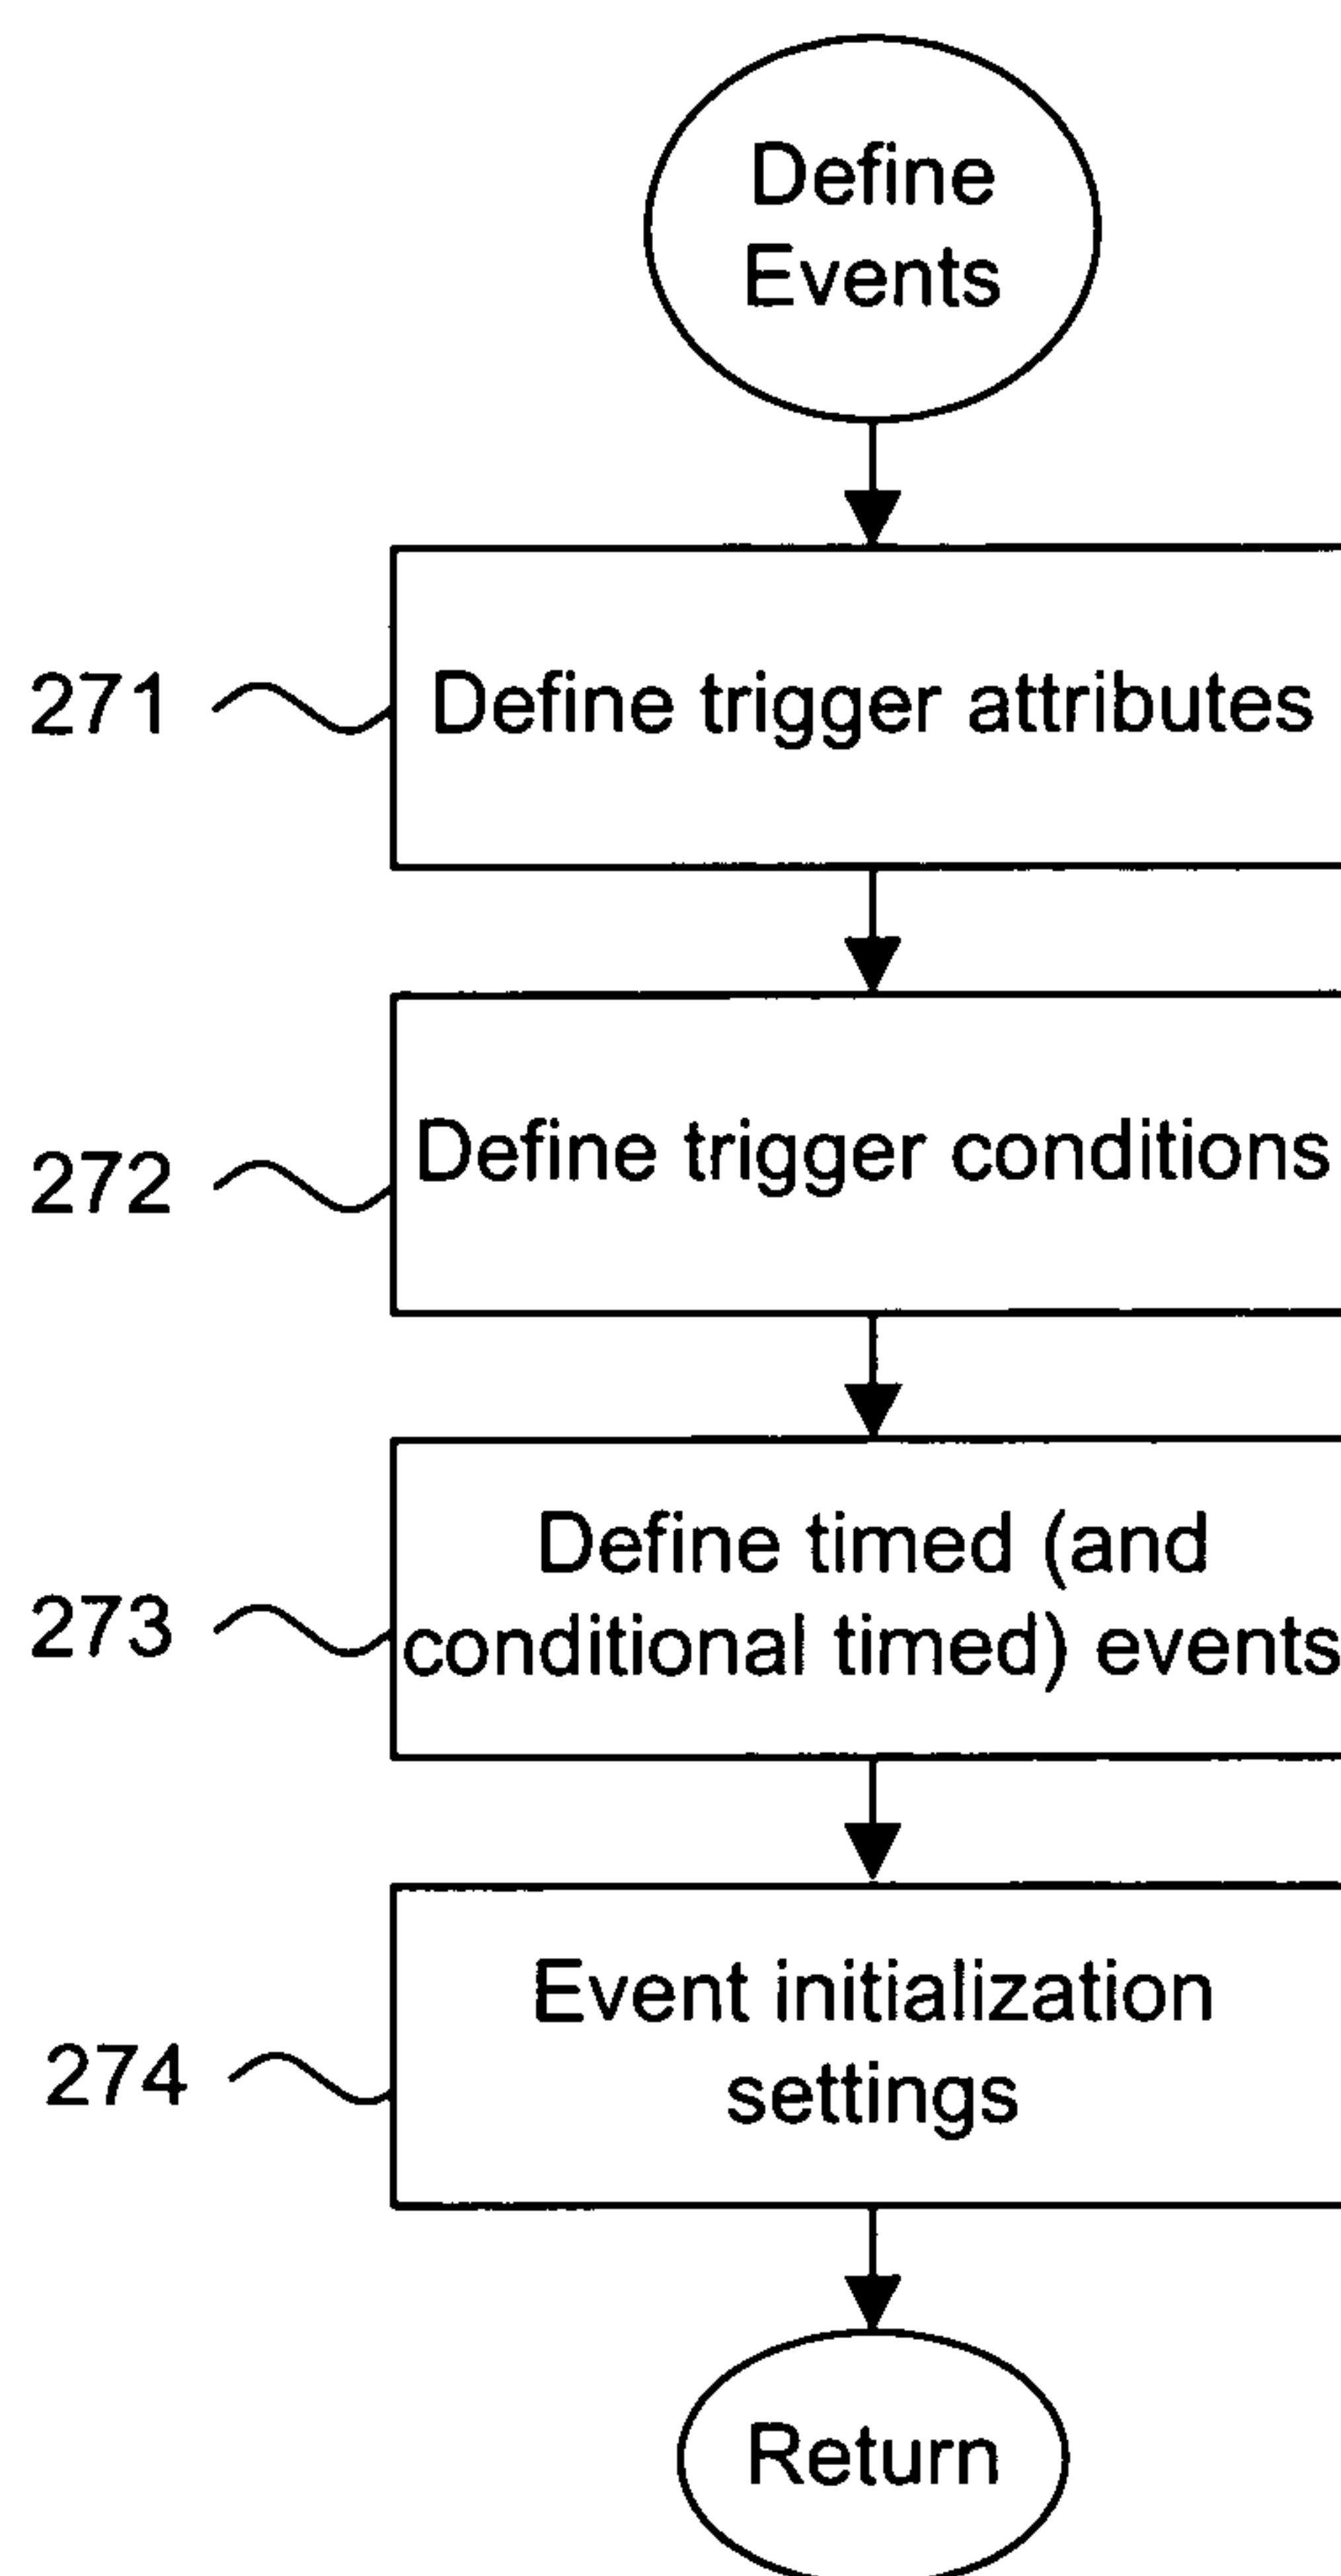 Define
Events
271
Define trigger attributes
272
Define trigger conditions
273
Define timed (and
conditional timed) events
274
Event initialization
settings
Return